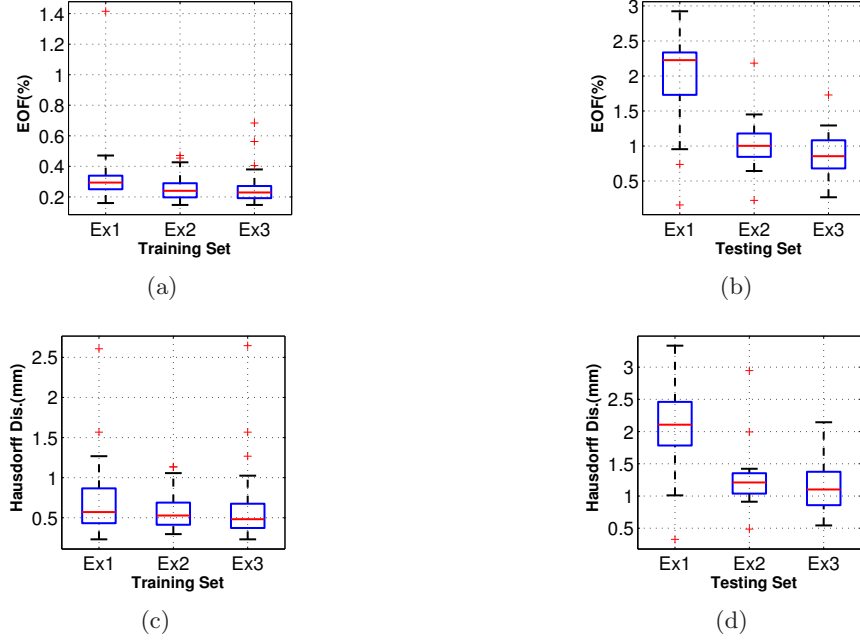 1.4
1.2
1
0.8
0.6
0.4
0.2
EOF(%)
Ex1 Ex2 Ex3
Training Set
(a)
3
2.5
2
1.5
1
0.5
EOF(%)
Ex1 Ex2 Ex3
Testing Set
(b)
2.5
2
1.5
1
0.5
Hausdorff Dis.(mm)
Ex1 Ex2 Ex3
Training Set
(c)
3
2.5
2
1.5
1
0.5
Hausdorff Dis.(mm)
Ex1 Ex2 Ex3
Testing Set
(d)